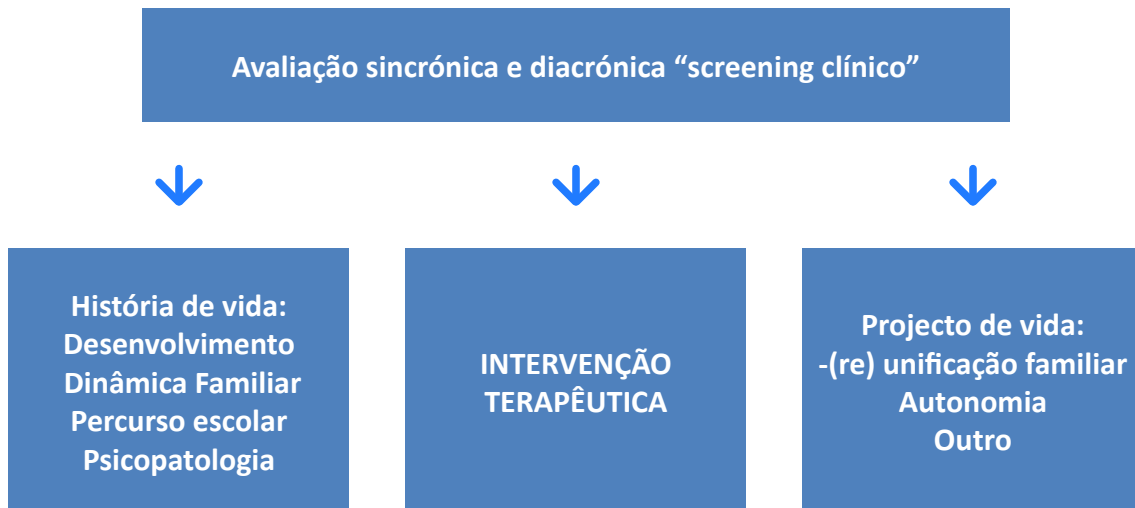 Avaliação sincrónica e diacrónica “screening clínico”
História de vida:
Desenvolvimento
Dinâmica Familiar
Percurso escolar
Psicopatologia
INTERVENÇÃO
TERAPÊUTICA
Projecto de vida:
-(re) unificação familiar
Autonomia
Outro